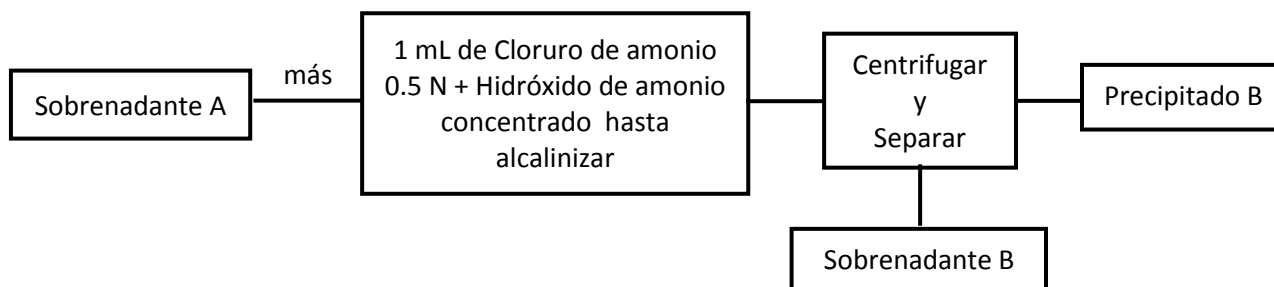 Sobrenadante A
más
1 mL de Cloruro de amonio
0.5 N + Hidróxido de amonio
concentrado hasta
alcalinizar
Centrifugar
y
Separar
Precipitado B
Sobrenadante B